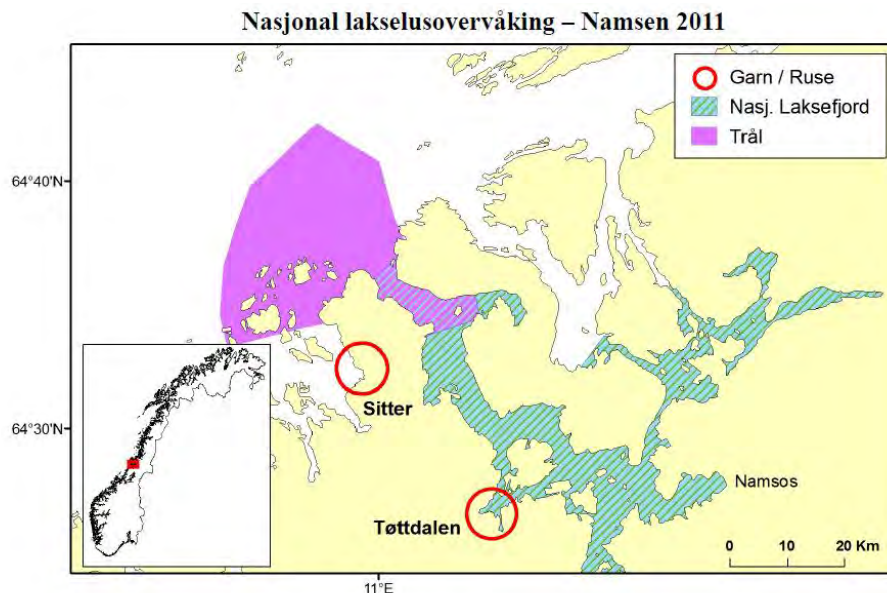 Nasjonal lakselusovervåking – Namsen 2011
Garn / Ruse
Nasj. Laksefjord
Trål
64°40'
Sitter
64°30'
Namsos
Tøttdalen
0 10 20 Km
11°E